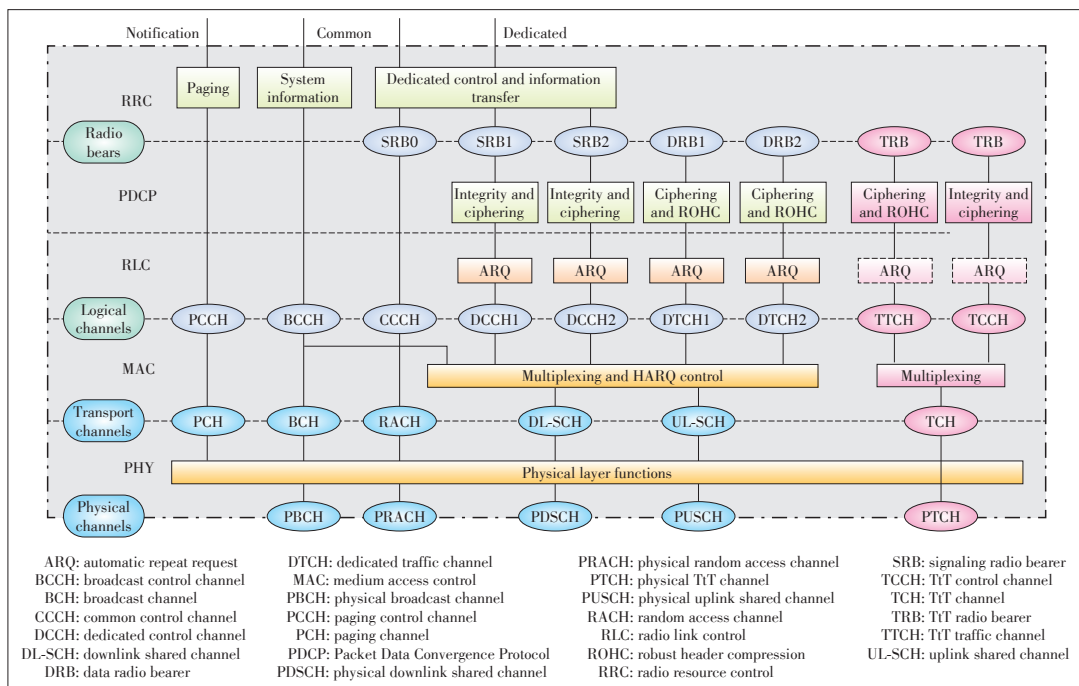 Notification
Common
Dedicated
RRC
Paging
System
information
Dedicated control and information
transfer
Radio
bears
SRB0
SRB1
SRB2
DRB1
DRB2
TRB
TRB
PDCP
Integrity and
ciphering
Integrity and
ciphering
Ciphering
and ROHC
Ciphering
and ROHC
Ciphering
and ROHC
Integrity and
ciphering
RLC
ARQ
ARQ
ARQ
ARQ
ARQ
ARQ
Logical
channels
PCCH
BCCH
CCCH
DCCH1
DCCH2
DTCH1
DTCH2
TTCH
TCCH
MAC
Multiplexing and HARQ control
Multiplexing
Transport
channels
PCH
BCH
RACH
DL-SCH
UL-SCH
TCH
PHY
Physical layer functions
Physical
channels
PBCH
PRACH
PDSCH
PUSCH
PTCH
ARQ: automatic repeat request
BCCH: broadcast control channel
BCH: broadcast channel
CCCH: common control channel
DCCH: dedicated control channel
DL-SCH: downlink shared channel
DRB: data radio bearer
DTCH: dedicated traffic channel
MAC: medium access control
PBCH: physical broadcast channel
PCCH: paging control channel
PCH: paging channel
PDCP: Packet Data Convergence Protocol
PDSCH: physical downlink shared channel
PRACH: physical random access channel
PTCH: physical TtT channel
PUSCH: physical uplink shared channel
RACH: random access channel
RLC: radio link control
ROHC: robust header compression
RRC: radio resource control
SRB: signaling radio bearer
TCCH: TtT control channel
TCH: TtT channel
TRB: TtT radio bearer
TTCH: TtT traffic channel
UL-SCH: uplink shared channel